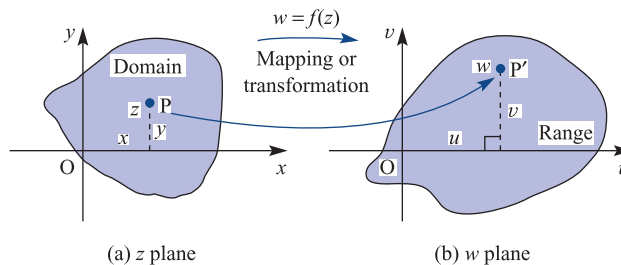 y
w = f(z)
v
Domain
Mapping or
transformation
w P′
z P
x y
v
u
Range
O
x
O
(a) z plane
(b) w plane